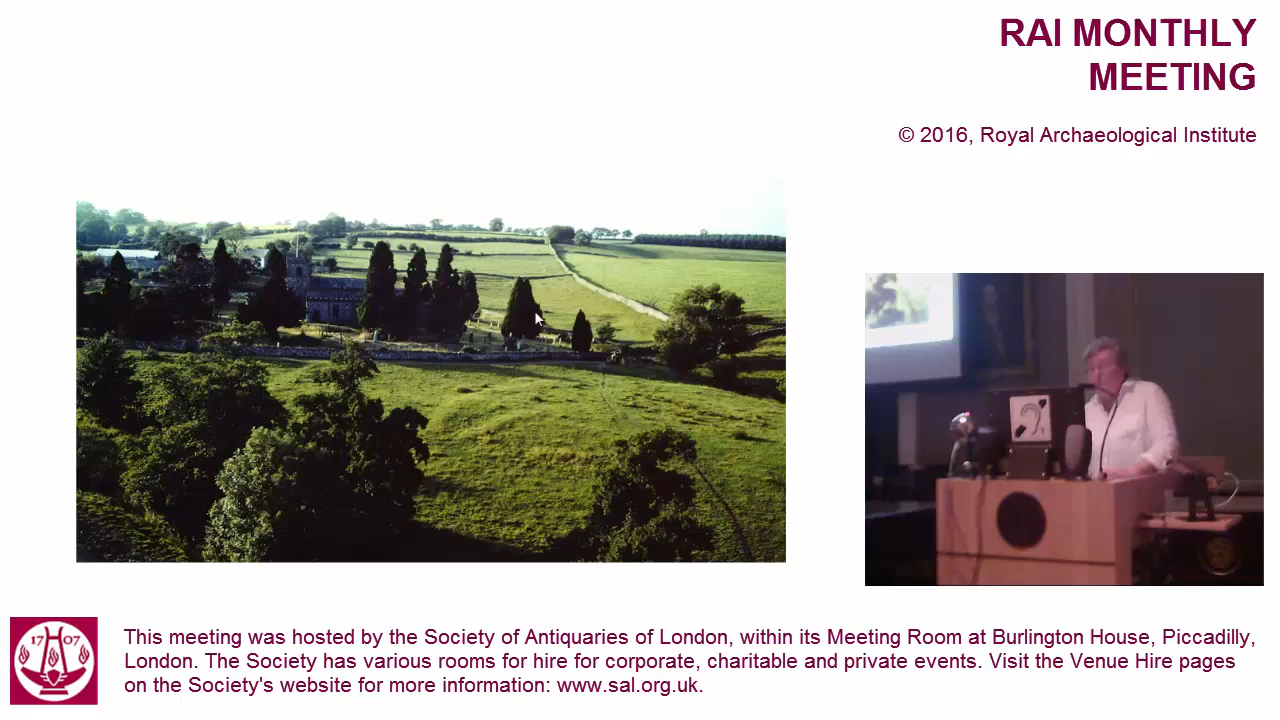 RAI MONTHLY
MEETING
© 2016, Royal Archaeological Institute
17 07
This meeting was hosted by the Society of Antiquaries of London, within its Meeting Room at Burlington House, Piccadilly,
London. The Society has various rooms for hire for corporate, charitable and private events. Visit the Venue Hire pages
on the Society's website for more information: www.sal.org.uk.